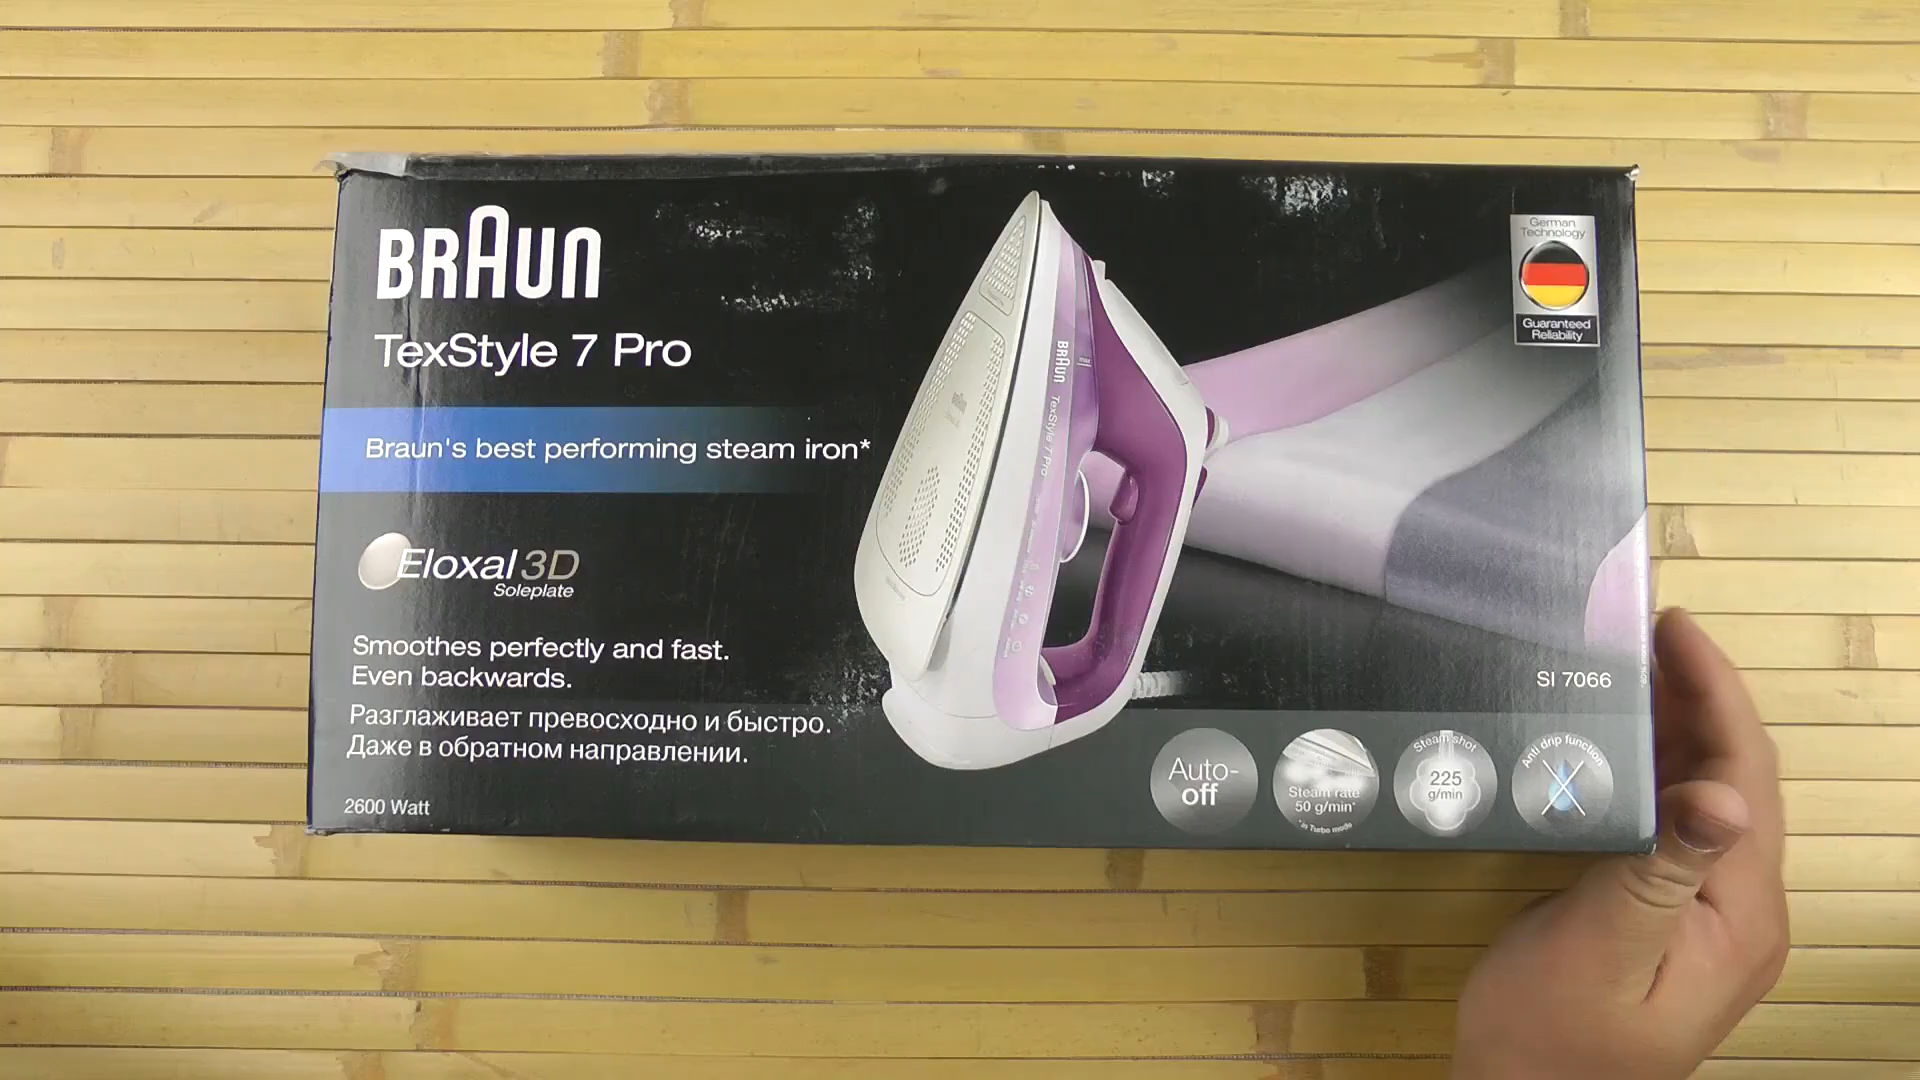 BRAUN
TexStyle 7 Pro
Braun's best performing steam iron*
Eloxal 3D
Soleplate
Smoothes perfectly and fast.
Even backwards.
Разглаживает превосходно и быстро.
Даже в обратном направлении.
2600 Watt
BRAUN TexStyle 7 Pro
max
German
Technology
Guaranteed
Reliability
SI 7066
Auto-
off
Steam rate
50 g/min*
*in Turbo mode
Steam shot
225
g/min
Anti drip function